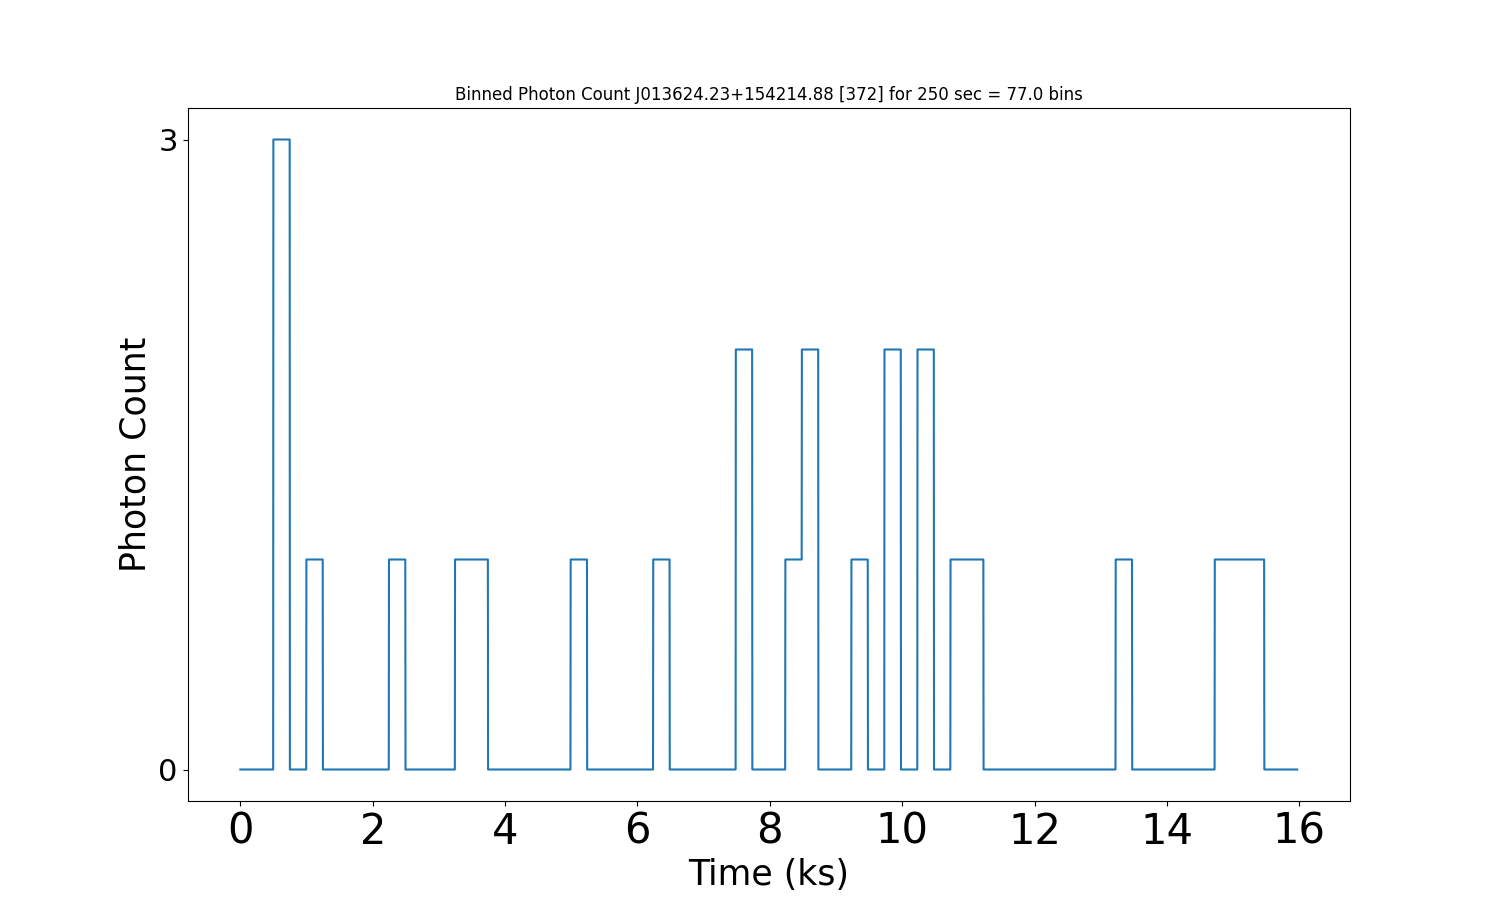 Binned Photon Count J013624.23+154214.88 [372] for 250 sec = 77.0 bins
3
Photon Count
0
0 2 4 6 8 10 12 14 16
Time (ks)